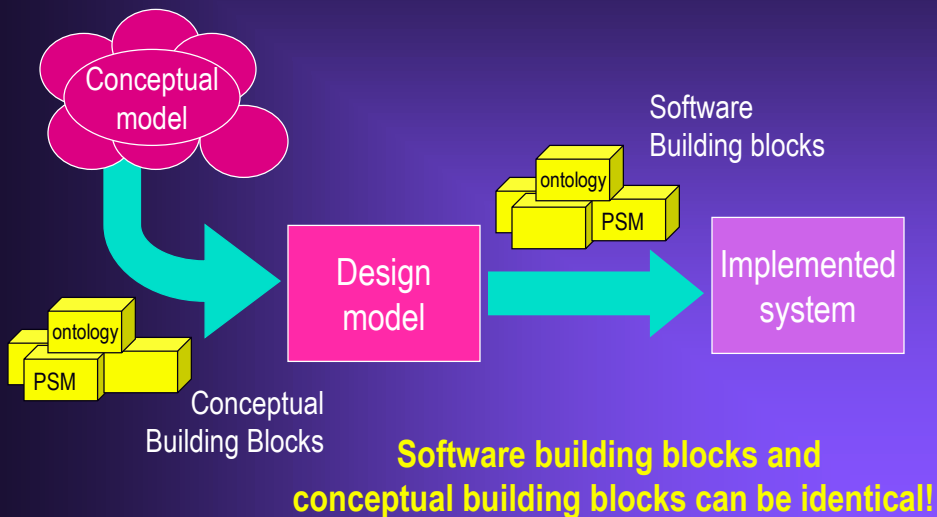 Conceptual
model
Software
Building blocks
ontology
PSM
Design
model
Implemented
system
ontology
PSM
Conceptual
Building Blocks
Software building blocks and
conceptual building blocks can be identical!